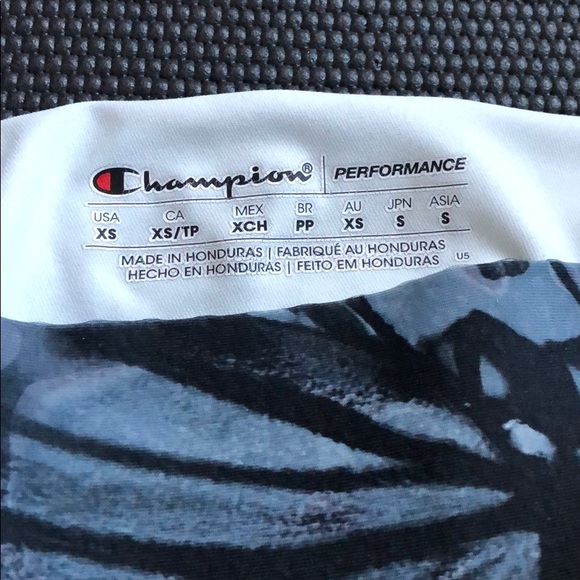 Champion® | PERFORMANCE
USA CA MEX BR AU JPN ASIA
XS XS/TP XCH PP XS S S
MADE IN HONDURAS | FABRIQUÉ AU HONDURAS
HECHO EN HONDURAS | FEITO EM HONDURAS U5